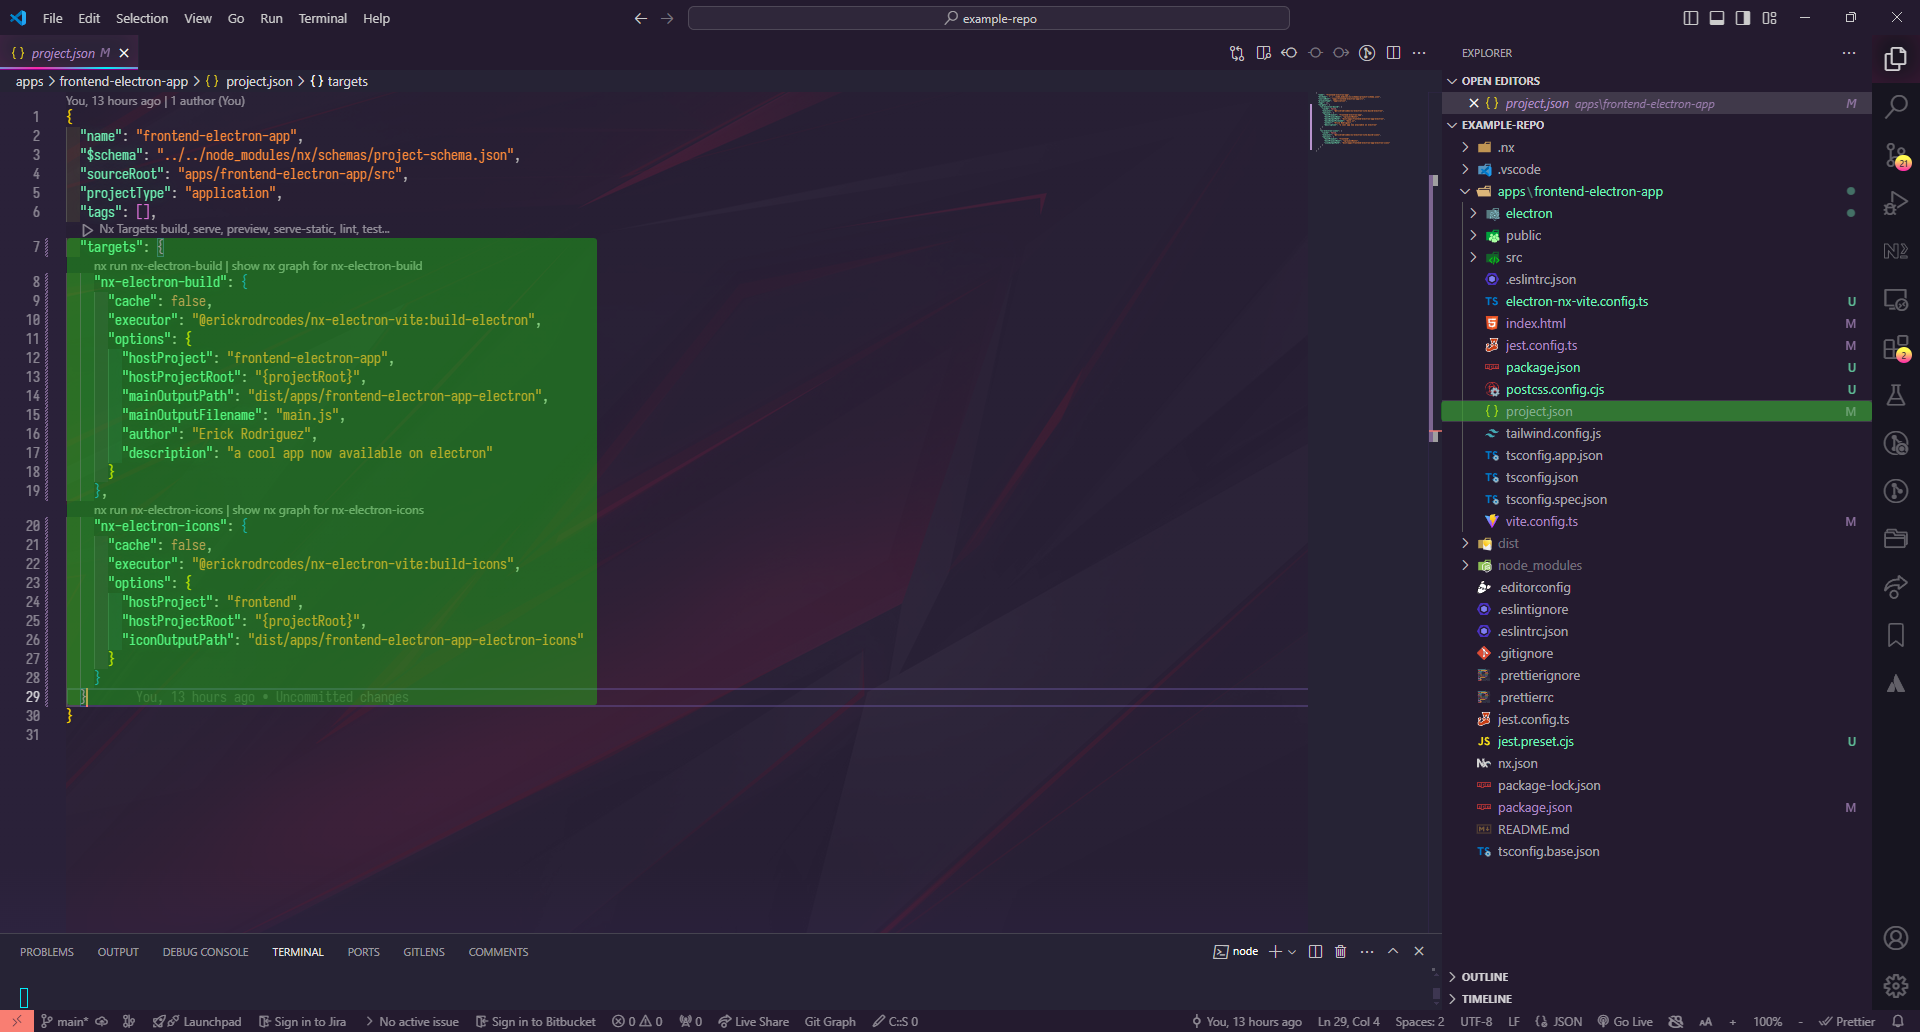 File Edit Selection View Go Run Terminal Help
example-repo
project.json M
apps > frontend-electron-app > {} project.json > {} targets
You, 13 hours ago | 1 author (You)
1 {
2 "name": "frontend-electron-app",
3 "$schema": "../../node_modules/nx/schemas/project-schema.json",
4 "sourceRoot": "apps/frontend-electron-app/src",
5 "projectType": "application",
6 "tags": [],
Nx Targets: build, serve, preview, serve-static, lint, test...
7 "targets": {
nx run nx-electron-build | show nx graph for nx-electron-build
8 "nx-electron-build": {
9 "cache": false,
10 "executor": "@erickrodrcodes/nx-electron-vite:build-electron",
11 "options": {
12 "hostProject": "frontend-electron-app",
13 "hostProjectRoot": "{projectRoot}",
14 "mainOutputPath": "dist/apps/frontend-electron-app-electron",
15 "mainOutputFilename": "main.js",
16 "author": "Erick Rodriguez",
17 "description": "a cool app now available on electron"
18 }
19 },
nx run nx-electron-icons | show nx graph for nx-electron-icons
20 "nx-electron-icons": {
21 "cache": false,
22 "executor": "@erickrodrcodes/nx-electron-vite:build-icons",
23 "options": {
24 "hostProject": "frontend",
25 "hostProjectRoot": "{projectRoot}",
26 "iconOutputPath": "dist/apps/frontend-electron-app-electron-icons"
27 }
28 }
29 } You, 13 hours ago • Uncommitted changes
30 }
31
EXPLORER
OPEN EDITORS
{} project.json apps\frontend-electron-app M
EXAMPLE-REPO
.nx
.vscode
apps\frontend-electron-app
electron
public
src
.eslintrc.json
TS electron-nx-vite.config.ts U
index.html M
jest.config.ts M
package.json U
postcss.config.cjs U
{} project.json M
tailwind.config.js
TS tsconfig.app.json
TS tsconfig.json
TS tsconfig.spec.json
vite.config.ts M
dist
node_modules
.editorconfig
.eslintignore
.eslintrc.json
.gitignore
.prettierignore
.prettierrc
jest.config.ts
JS jest.preset.cjs U
nx.json
package-lock.json
package.json M
README.md
TS tsconfig.base.json
OUTLINE
TIMELINE
21
2
PROBLEMS OUTPUT DEBUG CONSOLE TERMINAL PORTS GITLENS COMMENTS
node
main* Launchpad Sign in to Jira No active issue Sign in to Bitbucket 0 0 0 Live Share Git Graph C:S 0
You, 13 hours ago Ln 29, Col 4 Spaces: 2 UTF-8 LF {} JSON Go Live AA + 100% - Prettier